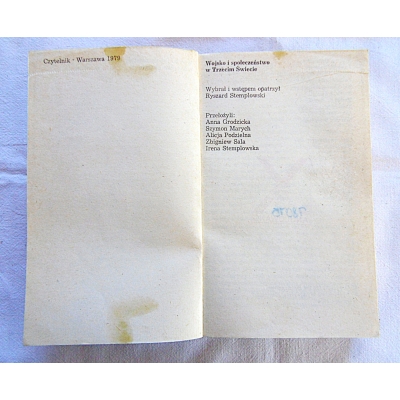 Czytelnik • Warszawa 1979
Wojsko i społeczeństwo
w Trzecim Świecie
Wybrał i wstępem opatrzył
Ryszard Stemplowski
Przełożyli:
Anna Grodzicka
Szymon Marych
Alicja Podzielna
Zbigniew Sala
Irena Stemplowska